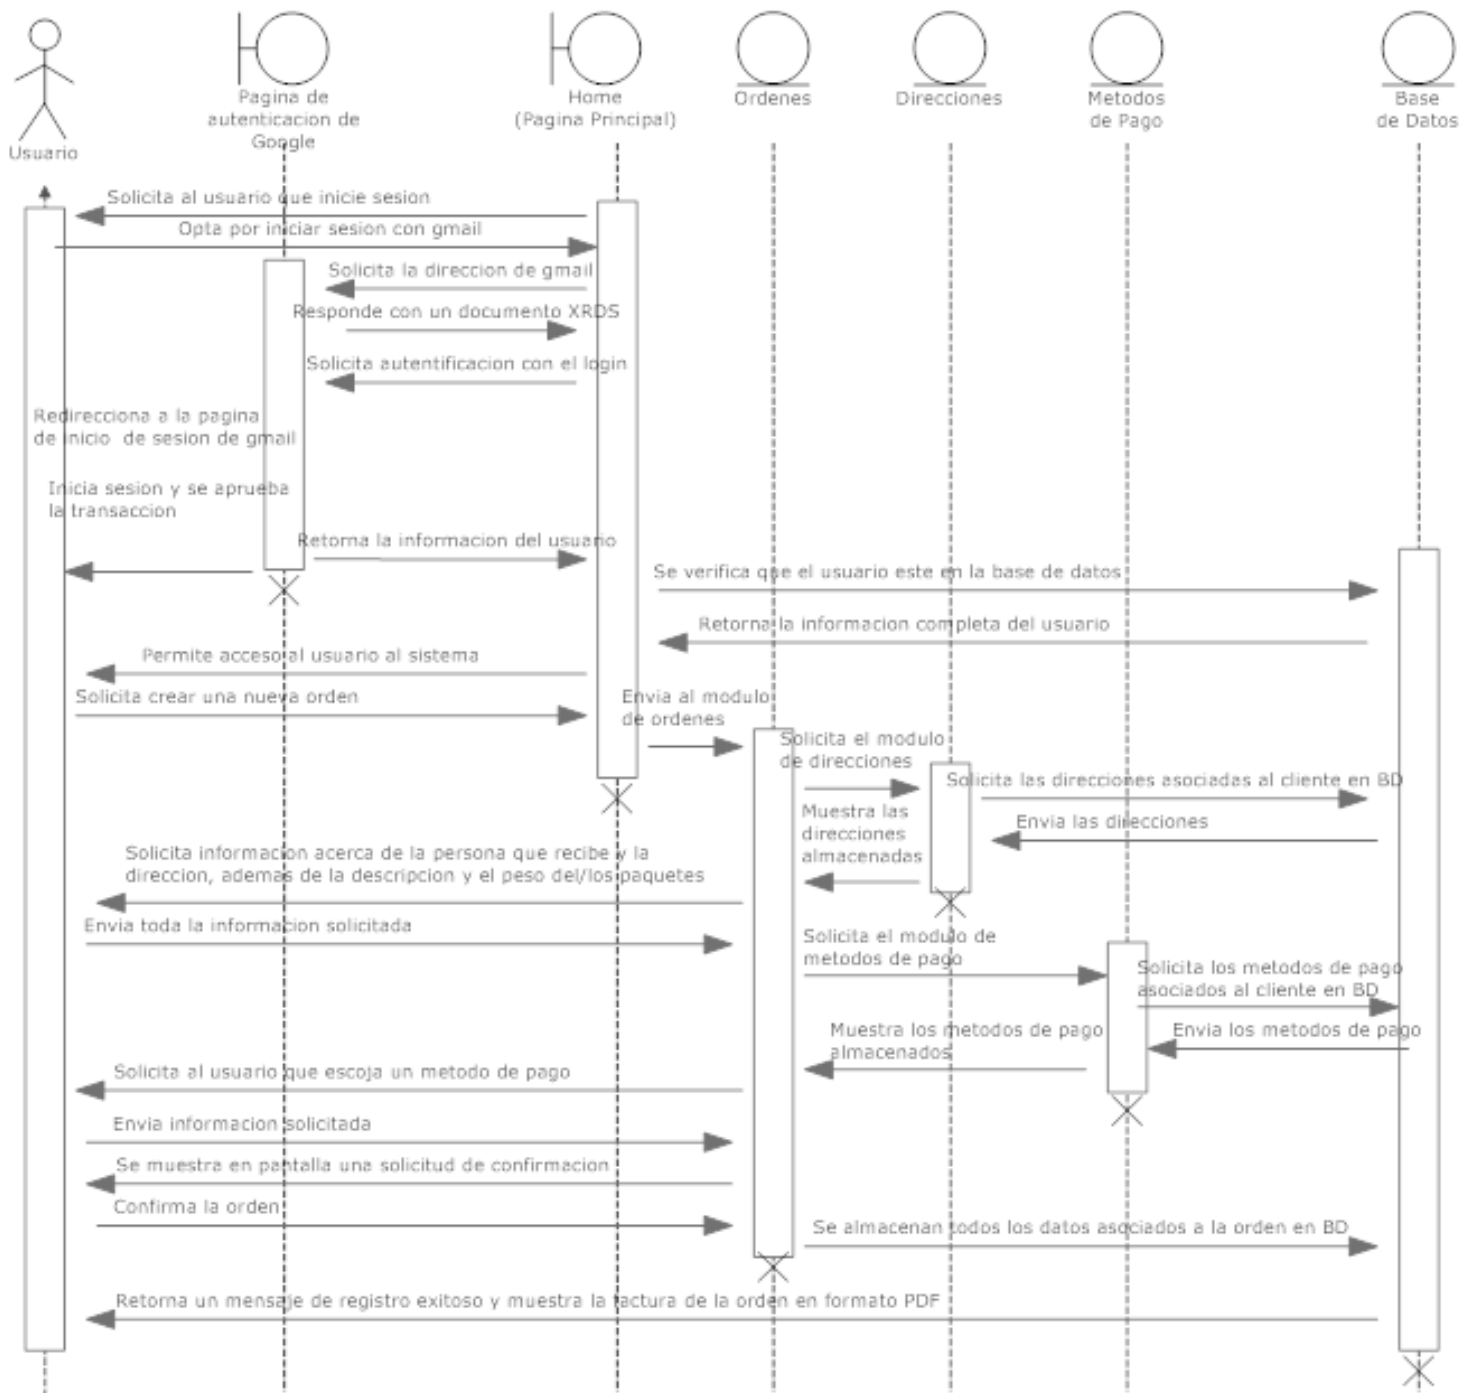 Usuario
Pagina de
autenticacion de
Google
Home
(Pagina Principal)
Ordenes
Direcciones
Metodos
de Pago
Base
de Datos
Solicita al usuario que inicie sesion
Opta por iniciar sesion con gmail
Solicita la direccion de gmail
Responde con un documento XRDS
Solicita autentificacion con el login
Redirecciona a la pagina
de inicio de sesion de gmail
Inicia sesion y se aprueba
la transaccion
Retorna la informacion del usuario
Se verifica que el usuario este en la base de datos
Retorna la informacion completa del usuario
Permite acceso al usuario al sistema
Solicita crear una nueva orden
Envia al modulo
de ordenes
Solicita el modulo
de direcciones
Solicita las direcciones asociadas al cliente en BD
Envia las direcciones
Muestra las
direcciones
almacenadas
Solicita informacion acerca de la persona que recibe y la
direccion, ademas de la descripcion y el peso del/los paquetes
Envia toda la informacion solicitada
Solicita el modulo de
metodos de pago
Solicita los metodos de pago
asociados al cliente en BD
Envia los metodos de pago
Muestra los metodos de pago
almacenados
Solicita al usuario que escoja un metodo de pago
Envia informacion solicitada
Se muestra en pantalla una solicitud de confirmacion
Confirma la orden
Se almacenan todos los datos asociados a la orden en BD
Retorna un mensaje de registro exitoso y muestra la factura de la orden en formato PDF